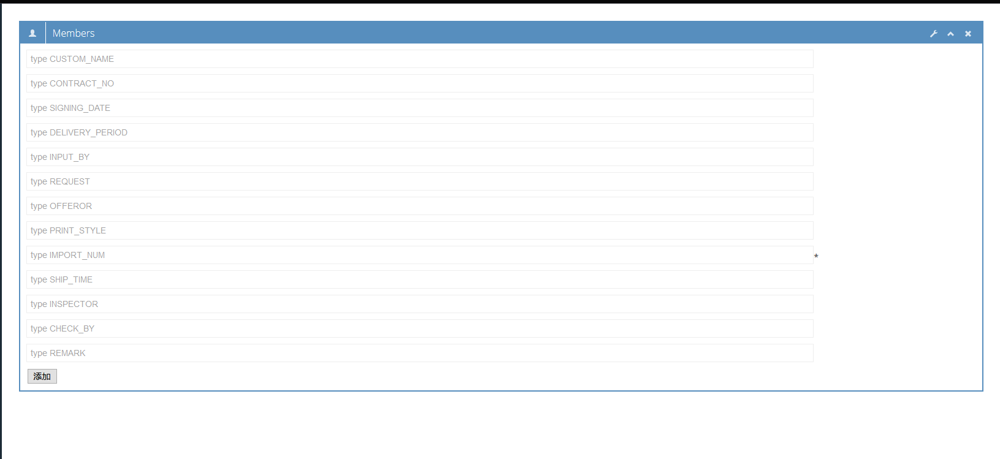 Members
type CUSTOM_NAME
type CONTRACT_NO
type SIGNING_DATE
type DELIVERY_PERIOD
type INPUT_BY
type REQUEST
type OFFEROR
type PRINT_STYLE
type IMPORT_NUM
*
type SHIP_TIME
type INSPECTOR
type CHECK_BY
type REMARK
添加